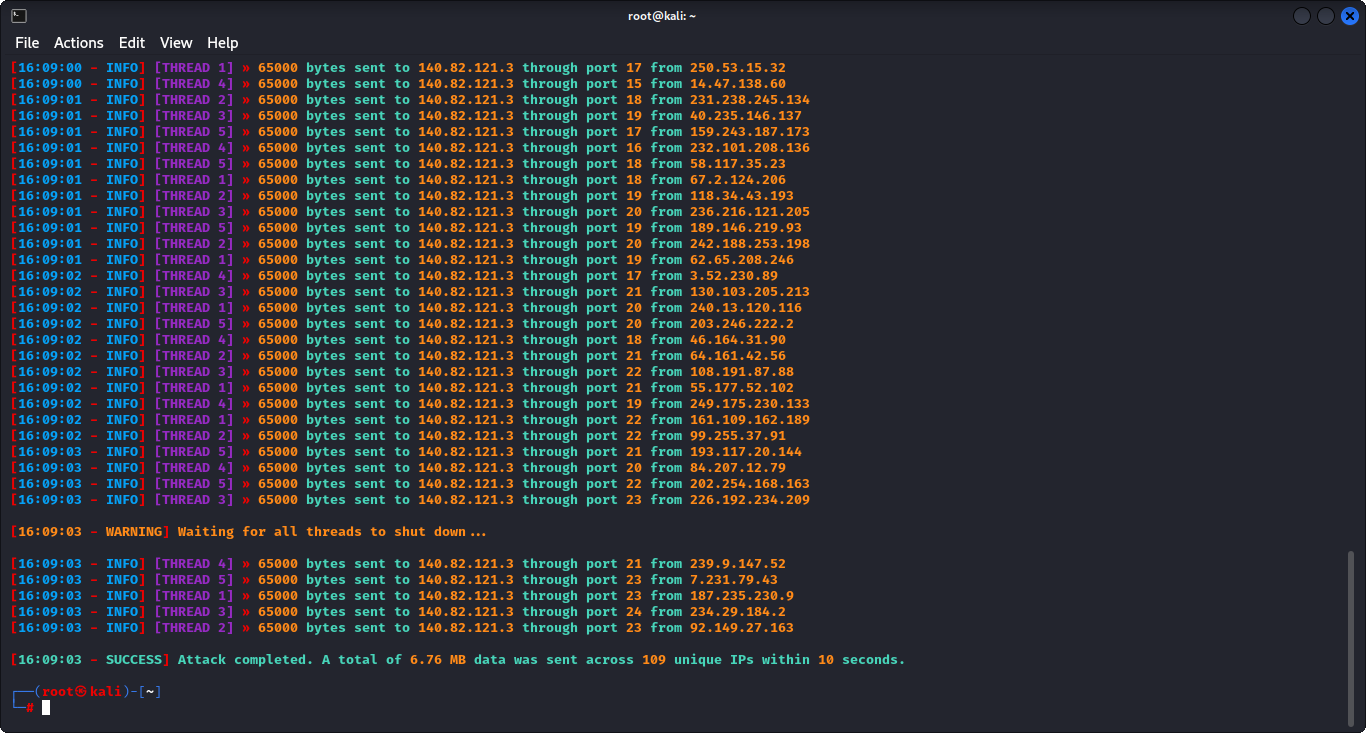 root@kali: ~
File Actions Edit View Help
[16:09:00 - INFO] [THREAD 1] » 65000 bytes sent to 140.82.121.3 through port 17 from 250.53.15.32
[16:09:00 - INFO] [THREAD 4] » 65000 bytes sent to 140.82.121.3 through port 15 from 14.47.138.60
[16:09:01 - INFO] [THREAD 2] » 65000 bytes sent to 140.82.121.3 through port 18 from 231.238.245.134
[16:09:01 - INFO] [THREAD 3] » 65000 bytes sent to 140.82.121.3 through port 19 from 40.235.146.137
[16:09:01 - INFO] [THREAD 5] » 65000 bytes sent to 140.82.121.3 through port 17 from 159.243.187.173
[16:09:01 - INFO] [THREAD 4] » 65000 bytes sent to 140.82.121.3 through port 16 from 232.101.208.136
[16:09:01 - INFO] [THREAD 5] » 65000 bytes sent to 140.82.121.3 through port 18 from 58.117.35.23
[16:09:01 - INFO] [THREAD 1] » 65000 bytes sent to 140.82.121.3 through port 18 from 67.2.124.206
[16:09:01 - INFO] [THREAD 2] » 65000 bytes sent to 140.82.121.3 through port 19 from 118.34.43.193
[16:09:01 - INFO] [THREAD 3] » 65000 bytes sent to 140.82.121.3 through port 20 from 236.216.121.205
[16:09:01 - INFO] [THREAD 5] » 65000 bytes sent to 140.82.121.3 through port 19 from 189.146.219.93
[16:09:01 - INFO] [THREAD 2] » 65000 bytes sent to 140.82.121.3 through port 20 from 242.188.253.198
[16:09:01 - INFO] [THREAD 1] » 65000 bytes sent to 140.82.121.3 through port 19 from 62.65.208.246
[16:09:02 - INFO] [THREAD 4] » 65000 bytes sent to 140.82.121.3 through port 17 from 3.52.230.89
[16:09:02 - INFO] [THREAD 3] » 65000 bytes sent to 140.82.121.3 through port 21 from 130.103.205.213
[16:09:02 - INFO] [THREAD 1] » 65000 bytes sent to 140.82.121.3 through port 20 from 240.13.120.116
[16:09:02 - INFO] [THREAD 5] » 65000 bytes sent to 140.82.121.3 through port 20 from 203.246.222.2
[16:09:02 - INFO] [THREAD 4] » 65000 bytes sent to 140.82.121.3 through port 18 from 46.164.31.90
[16:09:02 - INFO] [THREAD 2] » 65000 bytes sent to 140.82.121.3 through port 21 from 64.161.42.56
[16:09:02 - INFO] [THREAD 3] » 65000 bytes sent to 140.82.121.3 through port 22 from 108.191.87.88
[16:09:02 - INFO] [THREAD 1] » 65000 bytes sent to 140.82.121.3 through port 21 from 55.177.52.102
[16:09:02 - INFO] [THREAD 4] » 65000 bytes sent to 140.82.121.3 through port 19 from 249.175.230.133
[16:09:02 - INFO] [THREAD 1] » 65000 bytes sent to 140.82.121.3 through port 22 from 161.109.162.189
[16:09:02 - INFO] [THREAD 2] » 65000 bytes sent to 140.82.121.3 through port 22 from 99.255.37.91
[16:09:03 - INFO] [THREAD 5] » 65000 bytes sent to 140.82.121.3 through port 21 from 193.117.20.144
[16:09:03 - INFO] [THREAD 4] » 65000 bytes sent to 140.82.121.3 through port 20 from 84.207.12.79
[16:09:03 - INFO] [THREAD 5] » 65000 bytes sent to 140.82.121.3 through port 22 from 202.254.168.163
[16:09:03 - INFO] [THREAD 3] » 65000 bytes sent to 140.82.121.3 through port 23 from 226.192.234.209
[16:09:03 - WARNING] Waiting for all threads to shut down...
[16:09:03 - INFO] [THREAD 4] » 65000 bytes sent to 140.82.121.3 through port 21 from 239.9.147.52
[16:09:03 - INFO] [THREAD 5] » 65000 bytes sent to 140.82.121.3 through port 23 from 7.231.79.43
[16:09:03 - INFO] [THREAD 1] » 65000 bytes sent to 140.82.121.3 through port 23 from 187.235.230.9
[16:09:03 - INFO] [THREAD 3] » 65000 bytes sent to 140.82.121.3 through port 24 from 234.29.184.2
[16:09:03 - INFO] [THREAD 2] » 65000 bytes sent to 140.82.121.3 through port 23 from 92.149.27.163
[16:09:03 - SUCCESS] Attack completed. A total of 6.76 MB data was sent across 109 unique IPs within 10 seconds.
┌──(root㉿kali)-[~]
└─#